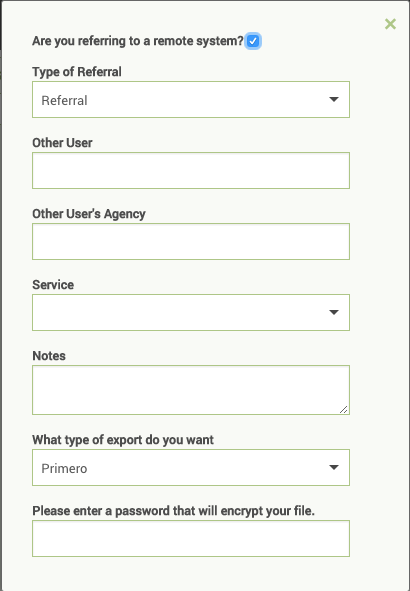 Are you referring to a remote system?
Type of Referral
Referral
Other User
Other User's Agency
Service
Notes
What type of export do you want
Primero
Please enter a password that will encrypt your file.